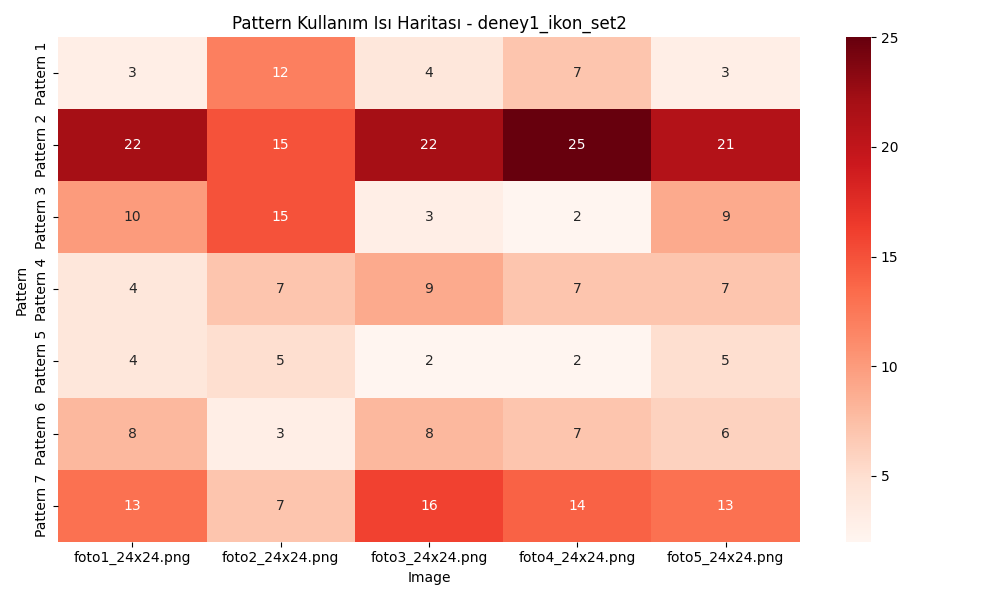 Pattern Kullanım Isı Haritası - deney1_ikon_set2
Pattern
Pattern 1
3 12 4 7 3
Pattern 2
22 15 22 25 21
Pattern 3
10 15 3 2 9
Pattern 4
4 7 9 7 7
Pattern 5
4 5 2 2 5
Pattern 6
8 3 8 7 6
Pattern 7
13 7 16 14 13
foto1_24x24.png foto2_24x24.png foto3_24x24.png foto4_24x24.png foto5_24x24.png
Image
25
20
15
10
5